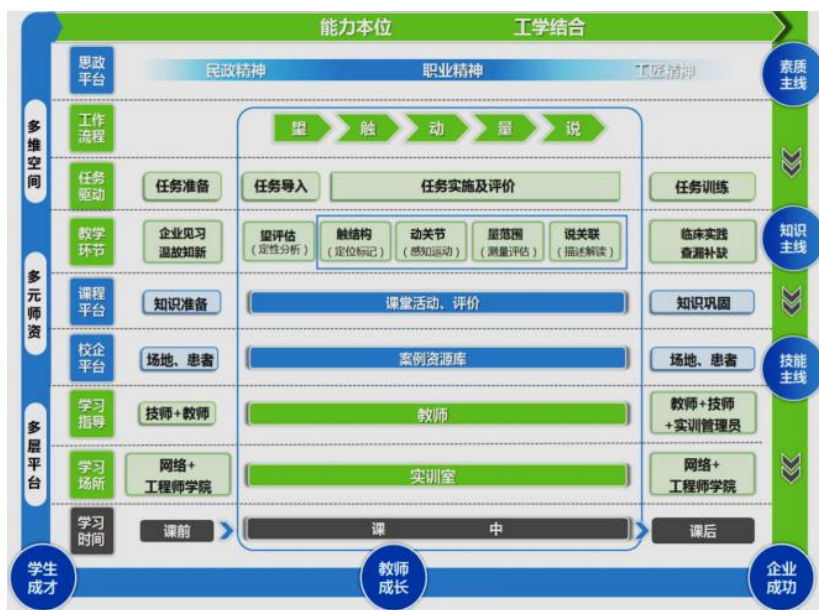 能力本位 工学结合
多维空间
多元师资
多层平台
思政
平台
民政精神 职业精神 工匠精神
素质
主线
工作
流程
望 触 动 量 说
任务
驱动
任务准备 任务导入 任务实施及评价 任务训练
教学
环节
企业见习
温故知新
望评估
(定性分析)
触结构
(定位标记)
动关节
(感知运动)
量范围
(测量评估)
说关联
(描述解读)
临床实践
查漏补缺
知识
主线
课程
平台
知识准备 课堂活动、评价 知识巩固
校企
平台
场地、患者 案例资源库 场地、患者
技能
主线
学习
指导
技师+教师 教师
教师+技师
+实训管理员
学习
场所
网络+
工程师学院
实训室
网络+
工程师学院
学习
时间
课前 课 中 课后
学生
成才
教师
成长
企业
成功